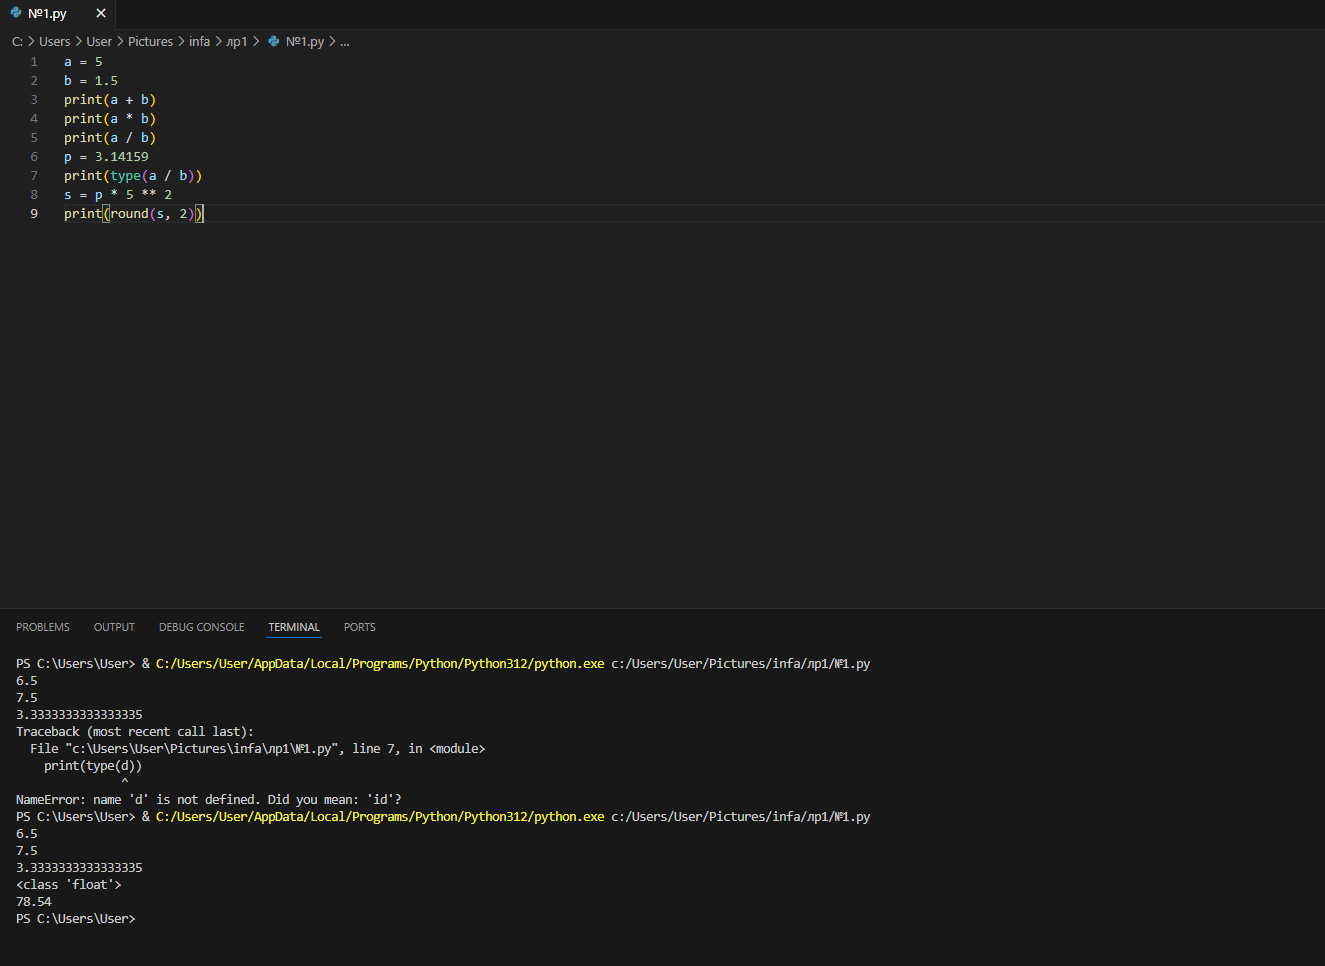 №1.py
C: > Users > User > Pictures > infa > лр1 > №1.py > ...
1 a = 5
2 b = 1.5
3 print(a + b)
4 print(a * b)
5 print(a / b)
6 p = 3.14159
7 print(type(a / b))
8 s = p * 5 ** 2
9 print(round(s, 2))
PROBLEMS OUTPUT DEBUG CONSOLE TERMINAL PORTS
PS C:\Users\User> & C:/Users/User/AppData/Local/Programs/Python/Python312/python.exe c:/Users/User/Pictures/infa/лр1/№1.py
6.5
7.5
3.3333333333333335
Traceback (most recent call last):
  File "c:\Users\User\Pictures\infa\лр1\№1.py", line 7, in <module>
    print(type(d))
               ^
NameError: name 'd' is not defined. Did you mean: 'id'?
PS C:\Users\User> & C:/Users/User/AppData/Local/Programs/Python/Python312/python.exe c:/Users/User/Pictures/infa/лр1/№1.py
6.5
7.5
3.3333333333333335
<class 'float'>
78.54
PS C:\Users\User>